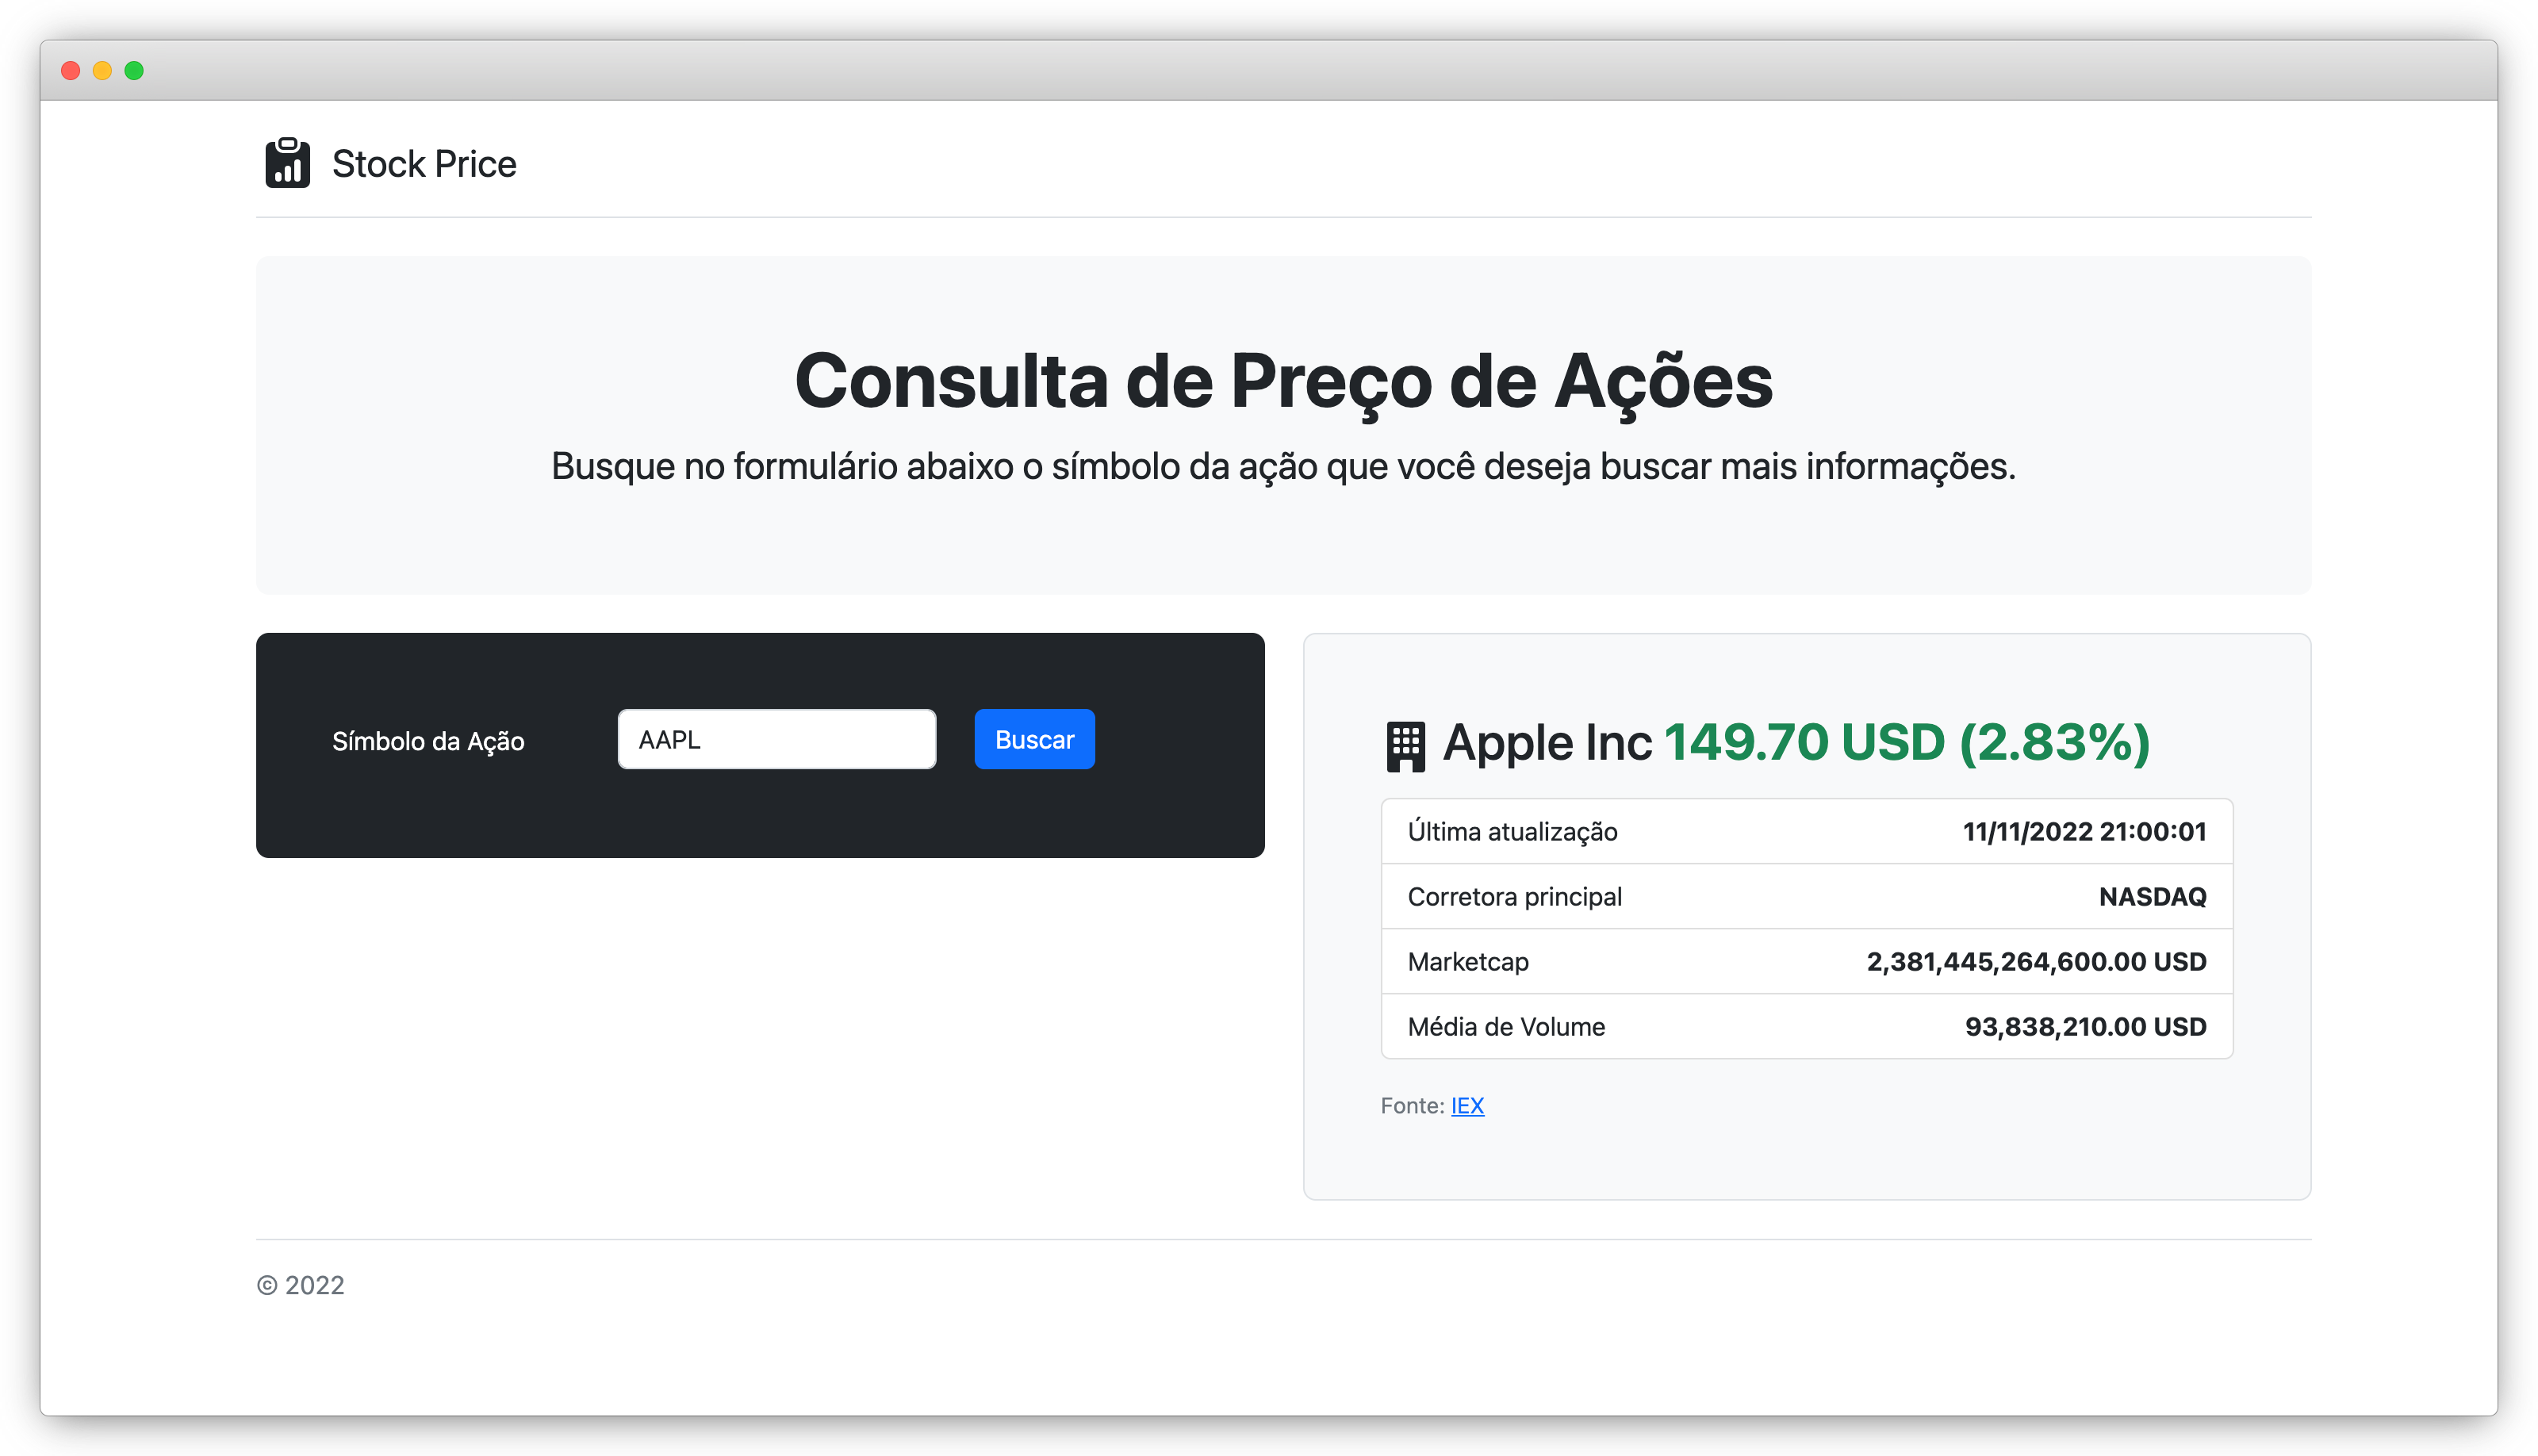 Stock Price
Consulta de Preço de Ações
Busque no formulário abaixo o símbolo da ação que você deseja buscar mais informações.
Símbolo da Ação AAPL Buscar
Apple Inc 149.70 USD (2.83%)
Última atualização 11/11/2022 21:00:01
Corretora principal NASDAQ
Marketcap 2,381,445,264,600.00 USD
Média de Volume 93,838,210.00 USD
Fonte: IEX
© 2022